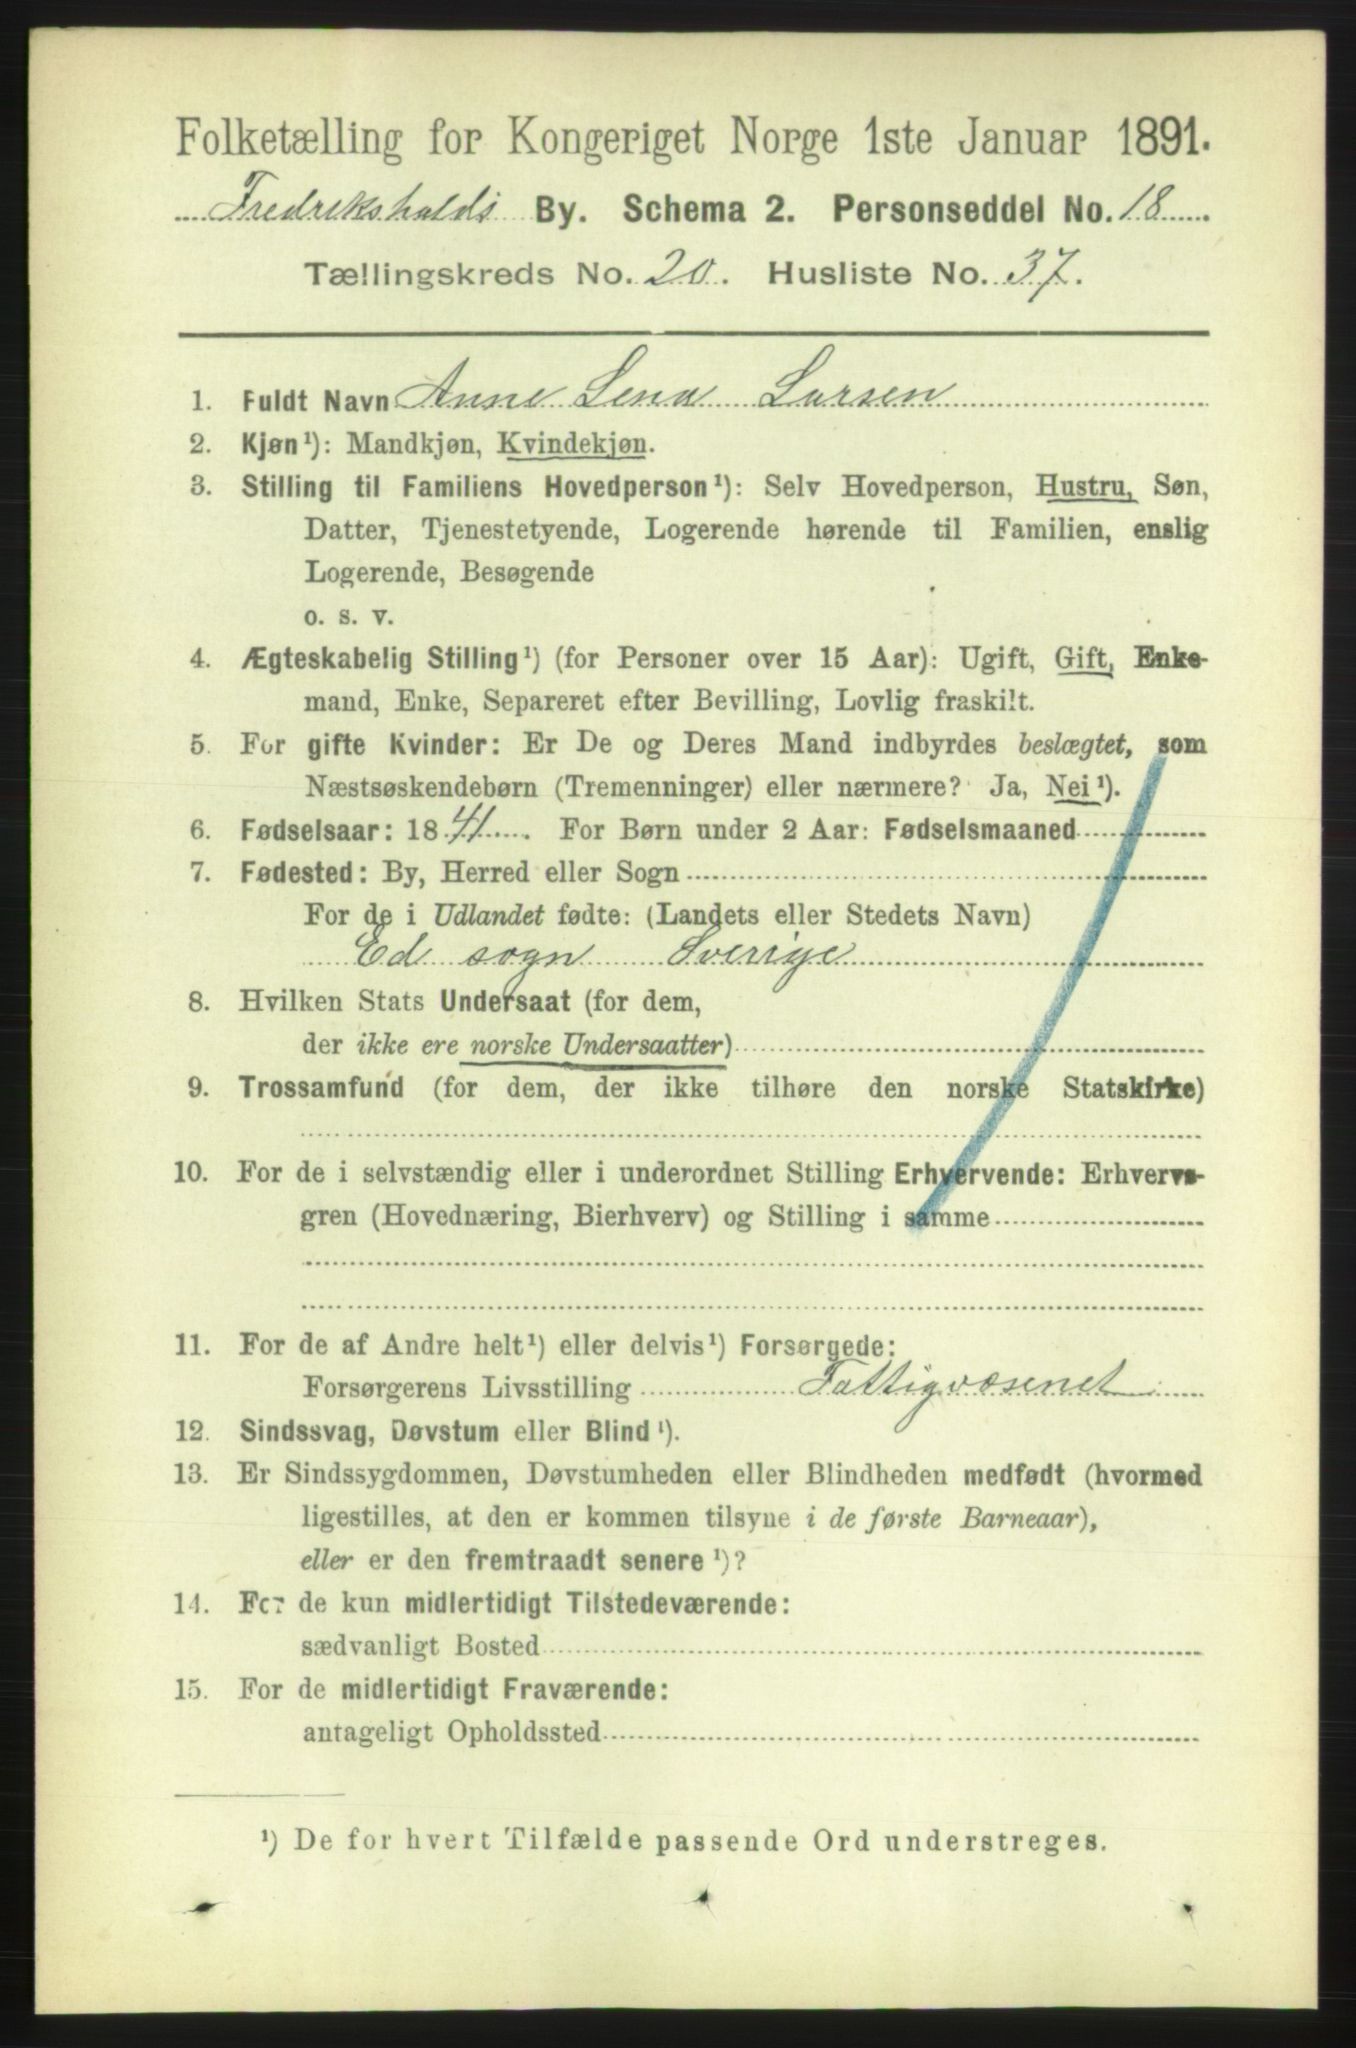 Folketælling for Kongeriget Norge 1ste Januar 1891.
Fredrikshalds By. Schema 2. Personseddel No. 18
Tællingskreds No. 20. Husliste No. 37.
1. Fuldt Navn Anne Lena Larsen
2. Kjøn¹): Mandkjøn, Kvindekjøn.
3. Stilling til Familiens Hovedperson¹): Selv Hovedperson, Hustru, Søn,
Datter, Tjenestetyende, Logerende hørende til Familien, enslig
Logerende, Besøgende
o. s. v.
4. Ægteskabelig Stilling¹) (for Personer over 15 Aar): Ugift, Gift, Enke-
mand, Enke, Separeret efter Bevilling, Lovlig fraskilt.
5. For gifte Kvinder: Er De og Deres Mand indbyrdes beslægtet, som
Næstsøskendebørn (Tremenninger) eller nærmere? Ja, Nei¹).
6. Fødselsaar: 1841. For Børn under 2 Aar: Fødselsmaaned
7. Fødested: By, Herred eller Sogn
For de i Udlandet fødte: (Landets eller Stedets Navn)
Ed sogn Sverige
8. Hvilken Stats Undersaat (for dem,
der ikke ere norske Undersaatter)
9. Trossamfund (for dem, der ikke tilhøre den norske Statskirke)
10. For de i selvstændig eller i underordnet Stilling Erhvervende: Erhvervs-
gren (Hovednæring, Bierhverv) og Stilling i samme
11. For de af Andre helt¹) eller delvis¹) Forsørgede:
Forsørgerens Livsstilling Fattigvæsenet
12. Sindssvag, Døvstum eller Blind¹).
13. Er Sindssygdommen, Døvstumheden eller Blindheden medfødt (hvormed
ligestilles, at den er kommen tilsyne i de første Barneaar),
eller er den fremtraadt senere¹)?
14. For de kun midlertidigt Tilstedeværende:
sædvanligt Bosted
15. For de midlertidigt Fraværende:
antageligt Opholdssted
¹) De for hvert Tilfælde passende Ord understreges.